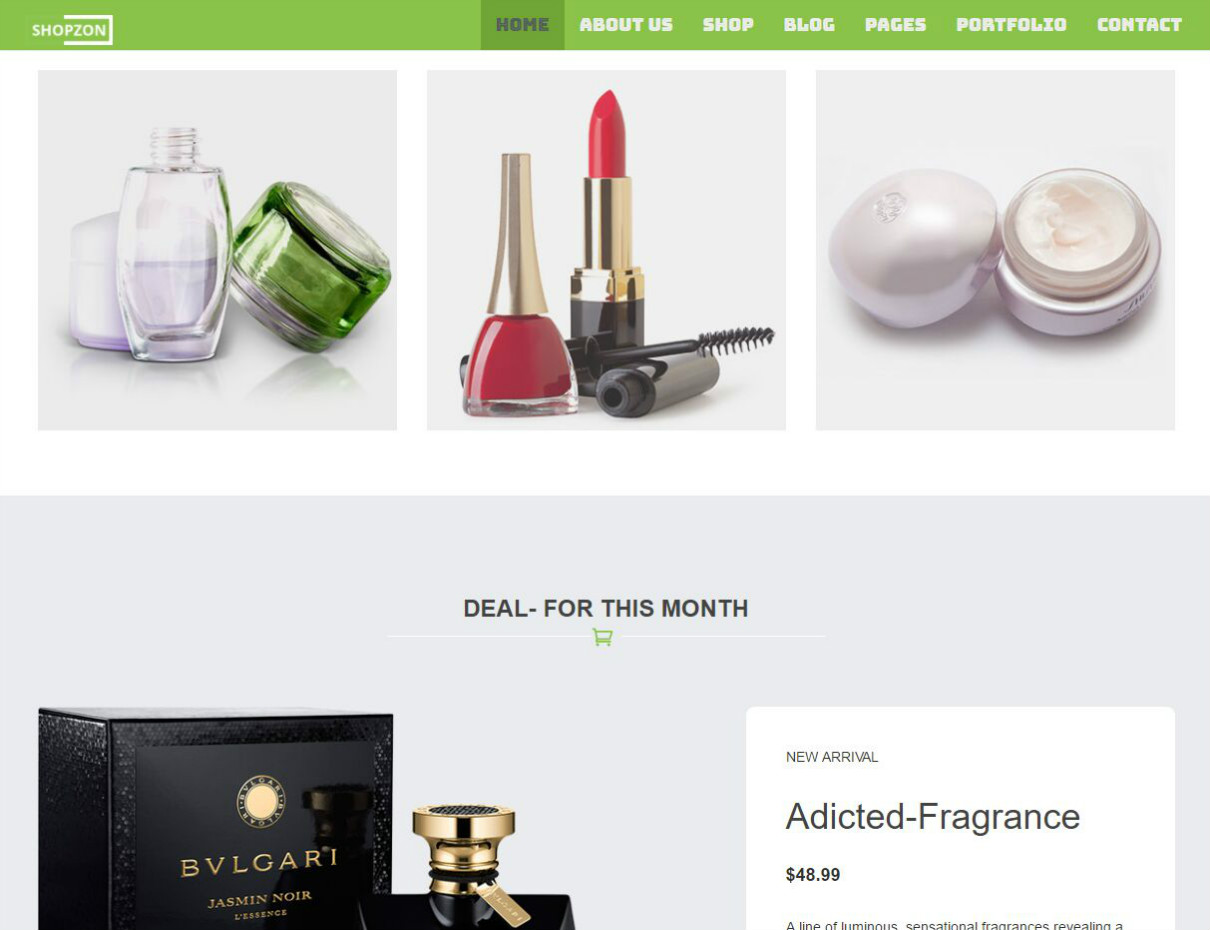 SHOPZON
HOME ABOUT US SHOP BLOG PAGES PORTFOLIO CONTACT
DEAL- FOR THIS MONTH
BVLGARI
JASMIN NOIR
L'ESSENCE
BVLGARI
NEW ARRIVAL
Adicted-Fragrance
$48.99
A line of luminous, sensational fragrances revealing a